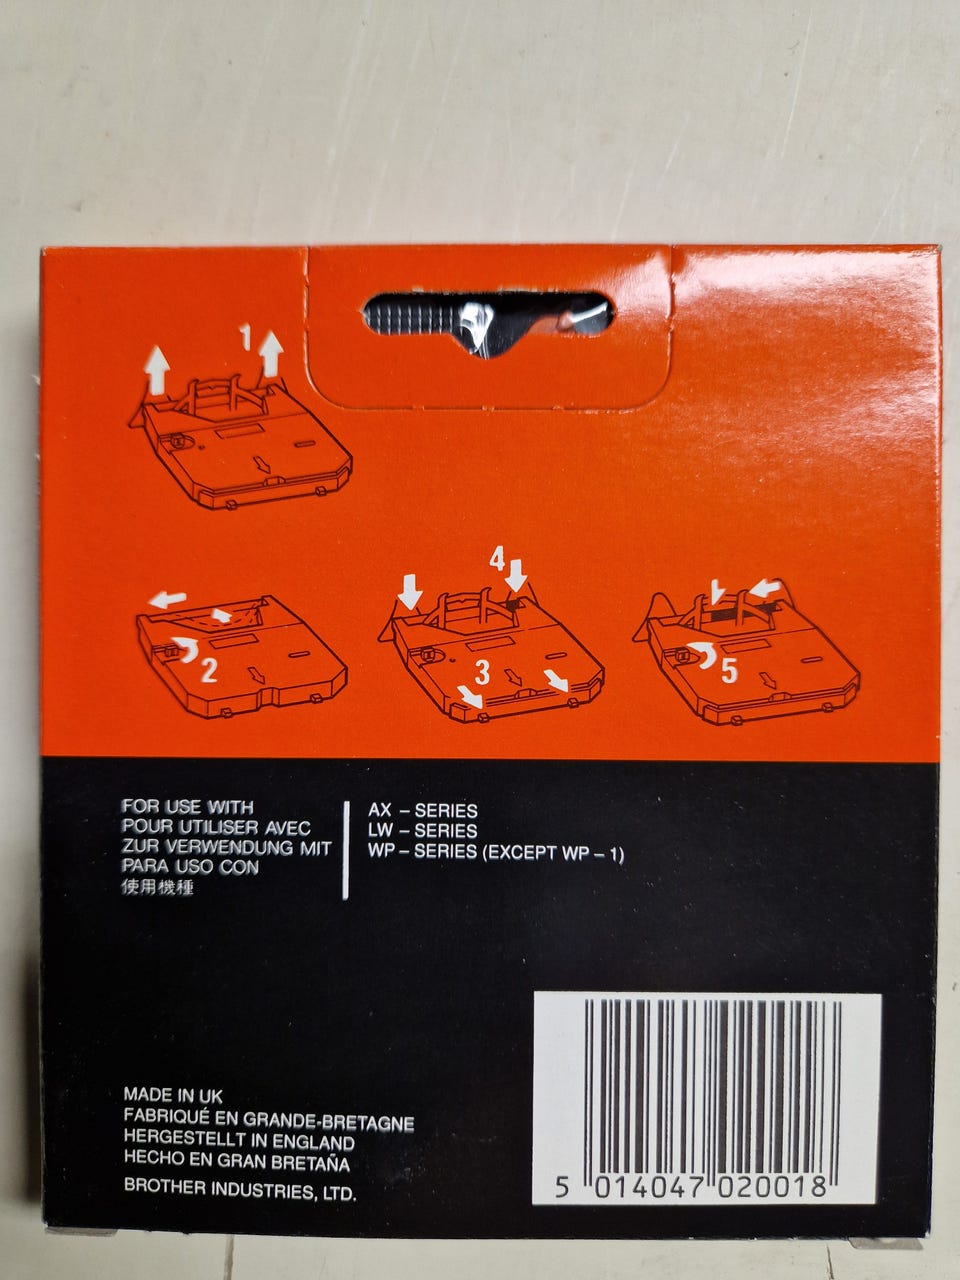 1
2
4
3
5
FOR USE WITH
POUR UTILISER AVEC
ZUR VERWENDUNG MIT
PARA USO CON
使用機種
AX – SERIES
LW – SERIES
WP – SERIES (EXCEPT WP – 1)
MADE IN UK
FABRIQUÉ EN GRANDE-BRETAGNE
HERGESTELLT IN ENGLAND
HECHO EN GRAN BRETAÑA
BROTHER INDUSTRIES, LTD.
5 014047 020018